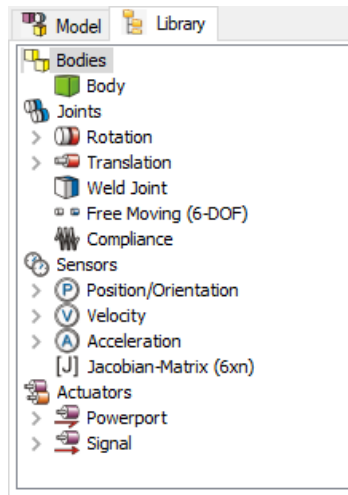 Model Library
Bodies
Body
Joints
Rotation
Translation
Weld Joint
Free Moving (6-DOF)
Compliance
Sensors
P Position/Orientation
V Velocity
A Acceleration
[J] Jacobian-Matrix (6xn)
Actuators
Powerport
Signal